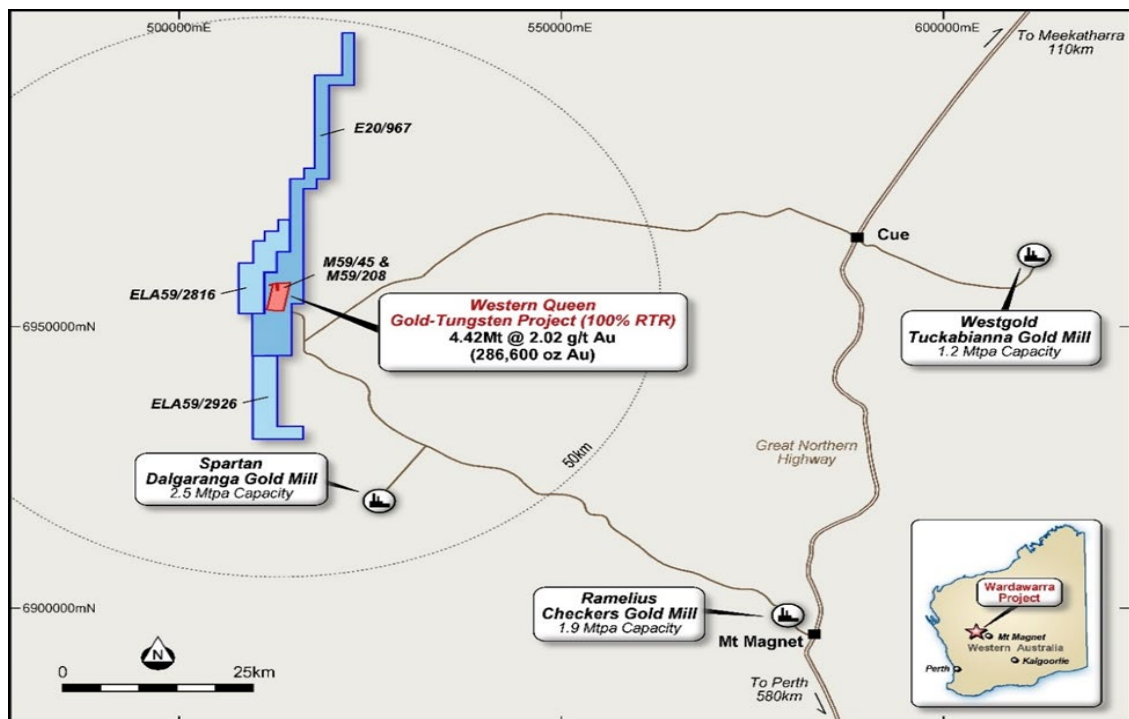 500000mE
550000mE
600000mE
To Meekatharra
110km
E20/967
Cue
M59/45 &
M59/208
ELA59/2816
Western Queen
Gold-Tungsten Project (100% RTR)
4.42Mt @ 2.02 g/t Au
(286,600 oz Au)
Westgold
Tuckabianna Gold Mill
1.2 Mtpa Capacity
6950000mN
ELA59/2926
Great Northern
Highway
50km
Spartan
Dalgaranga Gold Mill
2.5 Mtpa Capacity
Ramelius
Checkers Gold Mill
1.9 Mtpa Capacity
6900000mN
Mt Magnet
N
0
25km
To Perth
580km
Wardawarra
Project
Mt Magnet
Western Australia
Kalgoorlie
Perth